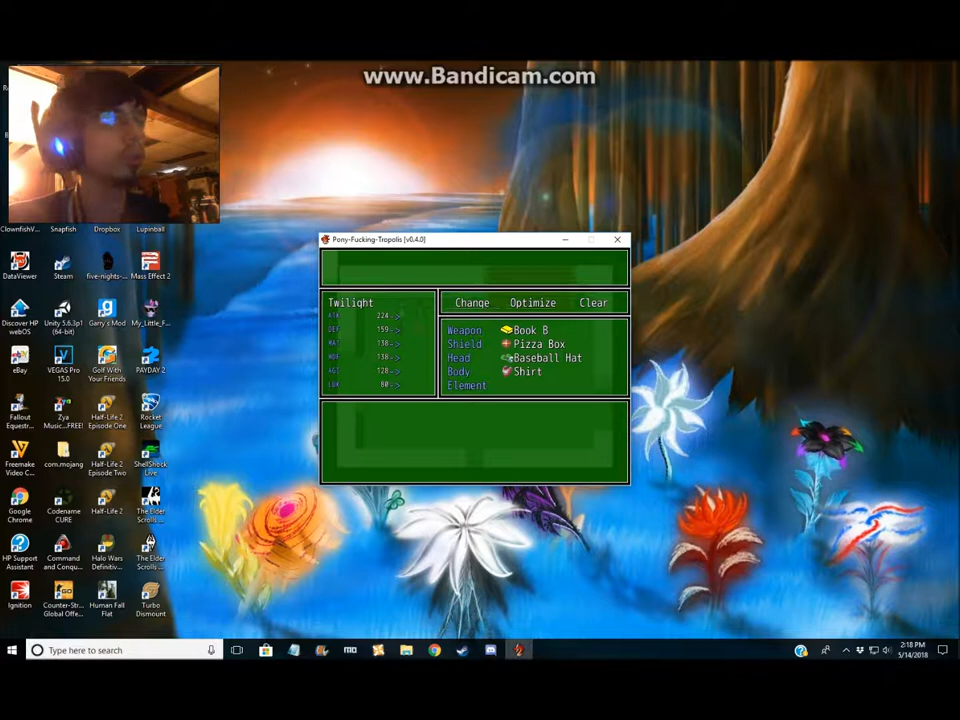 www.Bandicam.com
ClownfishV...
Snapfish
Dropbox
Lupinball
DataViewer
Steam
five-nights-...
Mass Effect 2
Discover HP webOS
Unity 5.6.3p1 (64-bit)
Garry's Mod
My_Little_F...
eBay
VEGAS Pro 15.0
Golf With Your Friends
PAYDAY 2
Fallout Equestr...
Zya Music...FREE!
Half-Life 2 Episode One
Rocket League
Freemake Video C...
com.mojang
Half-Life 2 Episode Two
ShellShock Live
Google Chrome
Codename CURE
Half-Life 2
The Elder Scrolls ...
HP Support Assistant
Command and Conqu...
Halo Wars Definitiv...
The Elder Scrolls ...
Ignition
Counter-Str... Global Offe...
Human Fall Flat
Turbo Dismount
Pony-Fucking-Tropolis [v0.4.0]
Twilight
ATK 224 ->
DEF 159 ->
MAT 138 ->
MDF 138 ->
AGI 128 ->
LUK 80 ->
Change Optimize Clear
Weapon Book B
Shield Pizza Box
Head Baseball Hat
Body Shirt
Element
Type here to search
2:18 PM
5/14/2018